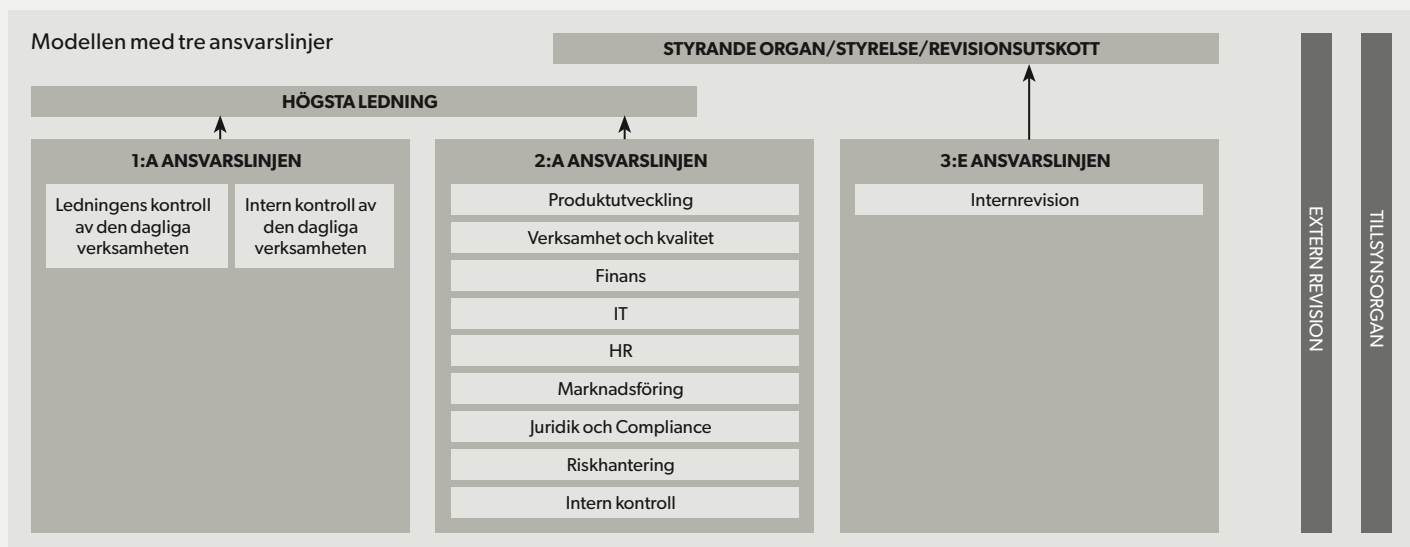 Modellen med tre ansvarslinjer
STYRANDE ORGAN/STYRELSE/REVISIONSUTSKOTT
HÖGSTA LEDNING
1:A ANSVARSLINJEN
Ledningens kontroll
av den dagliga
verksamheten
Intern kontroll av
den dagliga
verksamheten
2:A ANSVARSLINJEN
Produktutveckling
Verksamhet och kvalitet
Finans
IT
HR
Marknadsföring
Juridik och Compliance
Riskhantering
Intern kontroll
3:E ANSVARSLINJEN
Internrevision
EXTERN REVISION
TILLSYNSORGAN